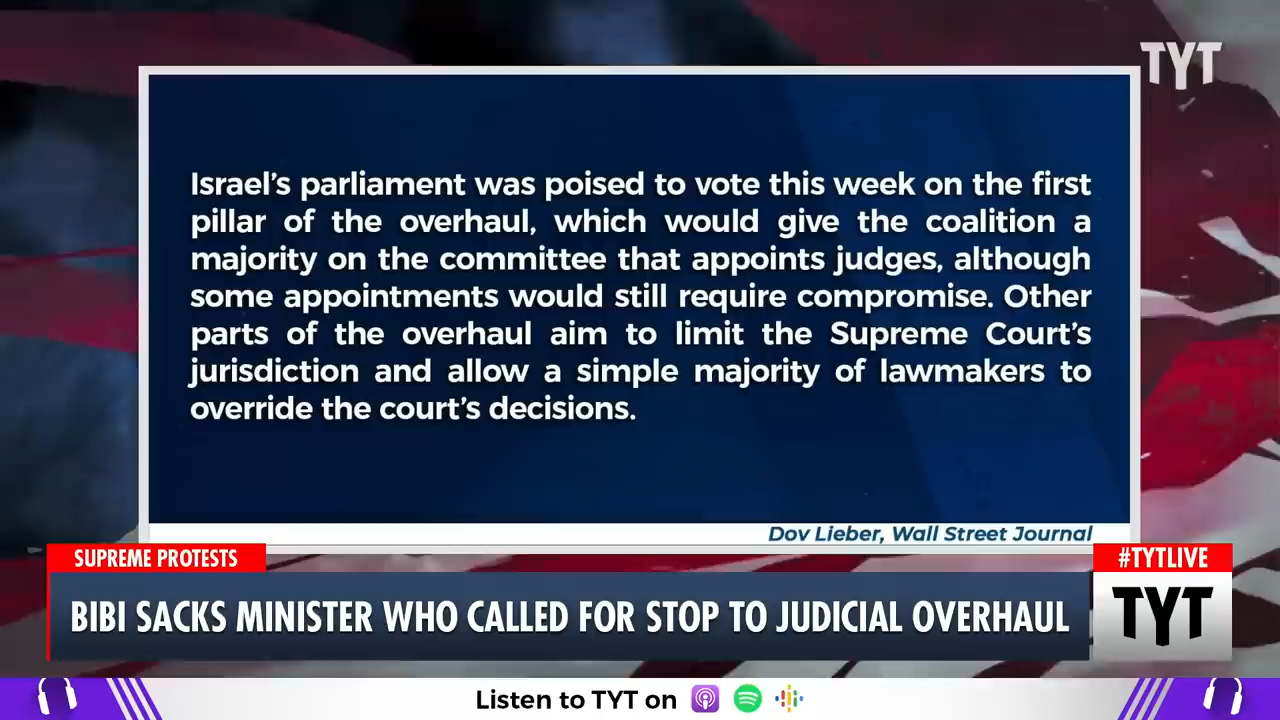 TYT
Israel’s parliament was poised to vote this week on the first
pillar of the overhaul, which would give the coalition a
majority on the committee that appoints judges, although
some appointments would still require compromise. Other
parts of the overhaul aim to limit the Supreme Court’s
jurisdiction and allow a simple majority of lawmakers to
override the court’s decisions.
Dov Lieber, Wall Street Journal
SUPREME PROTESTS
#TYTLIVE
BIBI SACKS MINISTER WHO CALLED FOR STOP TO JUDICIAL OVERHAUL
TYT
Listen to TYT on